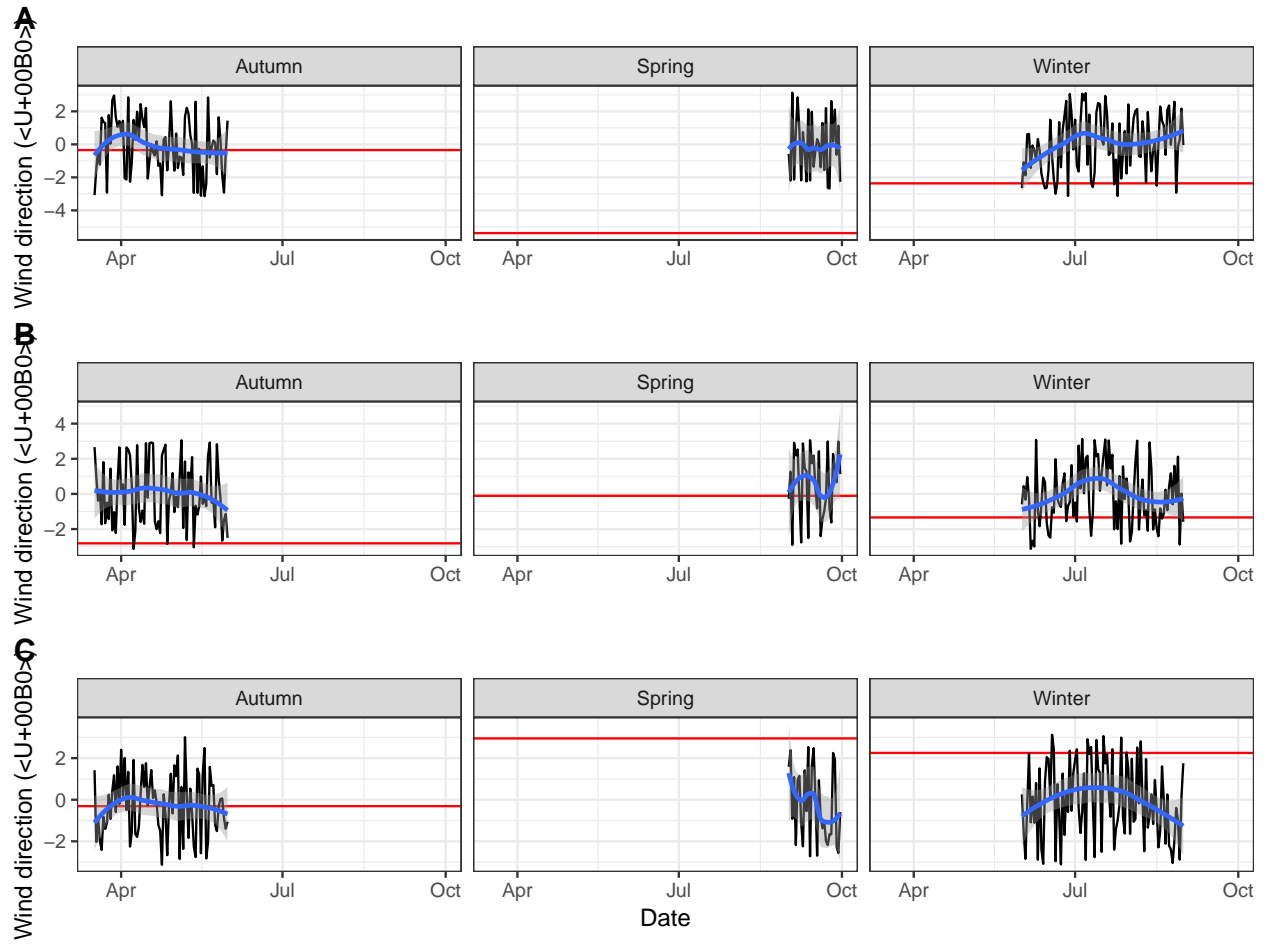 A
Wind direction (<U+00B0>)
Autumn Spring Winter
2
0
−2
−4
Apr Jul Oct Apr Jul Oct Apr Jul Oct
B
Wind direction (<U+00B0>)
Autumn Spring Winter
4
2
0
−2
Apr Jul Oct Apr Jul Oct Apr Jul Oct
C
Wind direction (<U+00B0>)
Autumn Spring Winter
2
0
−2
Apr Jul Oct Apr Jul Oct Apr Jul Oct
Date